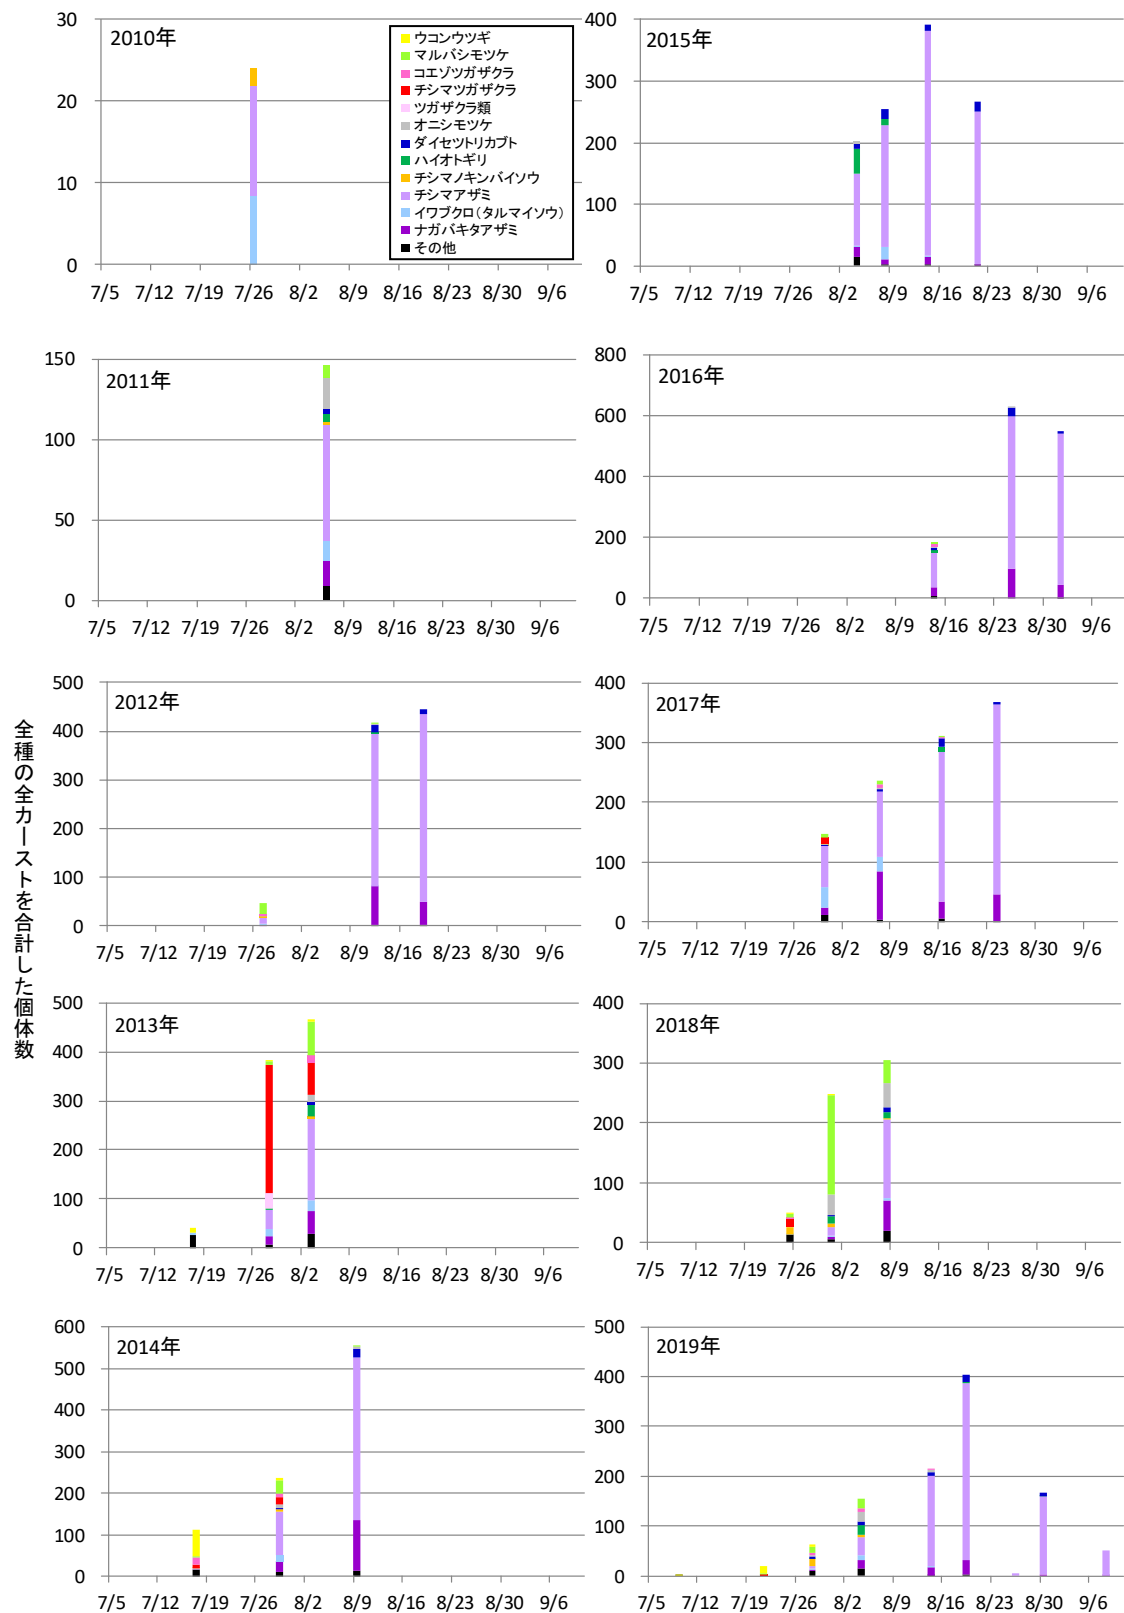 全種の全カーストを合計した個体数
2010年
30
20
10
0
7/5 7/12 7/19 7/26 8/2 8/9 8/16 8/23 8/30 9/6
ウコンウツギ
マルバシモツケ
コエゾツガザクラ
チシマツガザクラ
ツガザクラ類
オニシモツケ
ダイセツトリカブト
ハイオトギリ
チシマノキンバイソウ
チシマアザミ
イワブクロ(タルマイソウ)
ナガバキタアザミ
その他
2015年
400
300
200
100
0
7/5 7/12 7/19 7/26 8/2 8/9 8/16 8/23 8/30 9/6
2011年
150
100
50
0
7/5 7/12 7/19 7/26 8/2 8/9 8/16 8/23 8/30 9/6
2016年
800
600
400
200
0
7/5 7/12 7/19 7/26 8/2 8/9 8/16 8/23 8/30 9/6
2012年
500
400
300
200
100
0
7/5 7/12 7/19 7/26 8/2 8/9 8/16 8/23 8/30 9/6
2017年
400
300
200
100
0
7/5 7/12 7/19 7/26 8/2 8/9 8/16 8/23 8/30 9/6
2013年
500
400
300
200
100
0
7/5 7/12 7/19 7/26 8/2 8/9 8/16 8/23 8/30 9/6
2018年
400
300
200
100
0
7/5 7/12 7/19 7/26 8/2 8/9 8/16 8/23 8/30 9/6
2014年
600
500
400
300
200
100
0
7/5 7/12 7/19 7/26 8/2 8/9 8/16 8/23 8/30 9/6
2019年
500
400
300
200
100
0
7/5 7/12 7/19 7/26 8/2 8/9 8/16 8/23 8/30 9/6